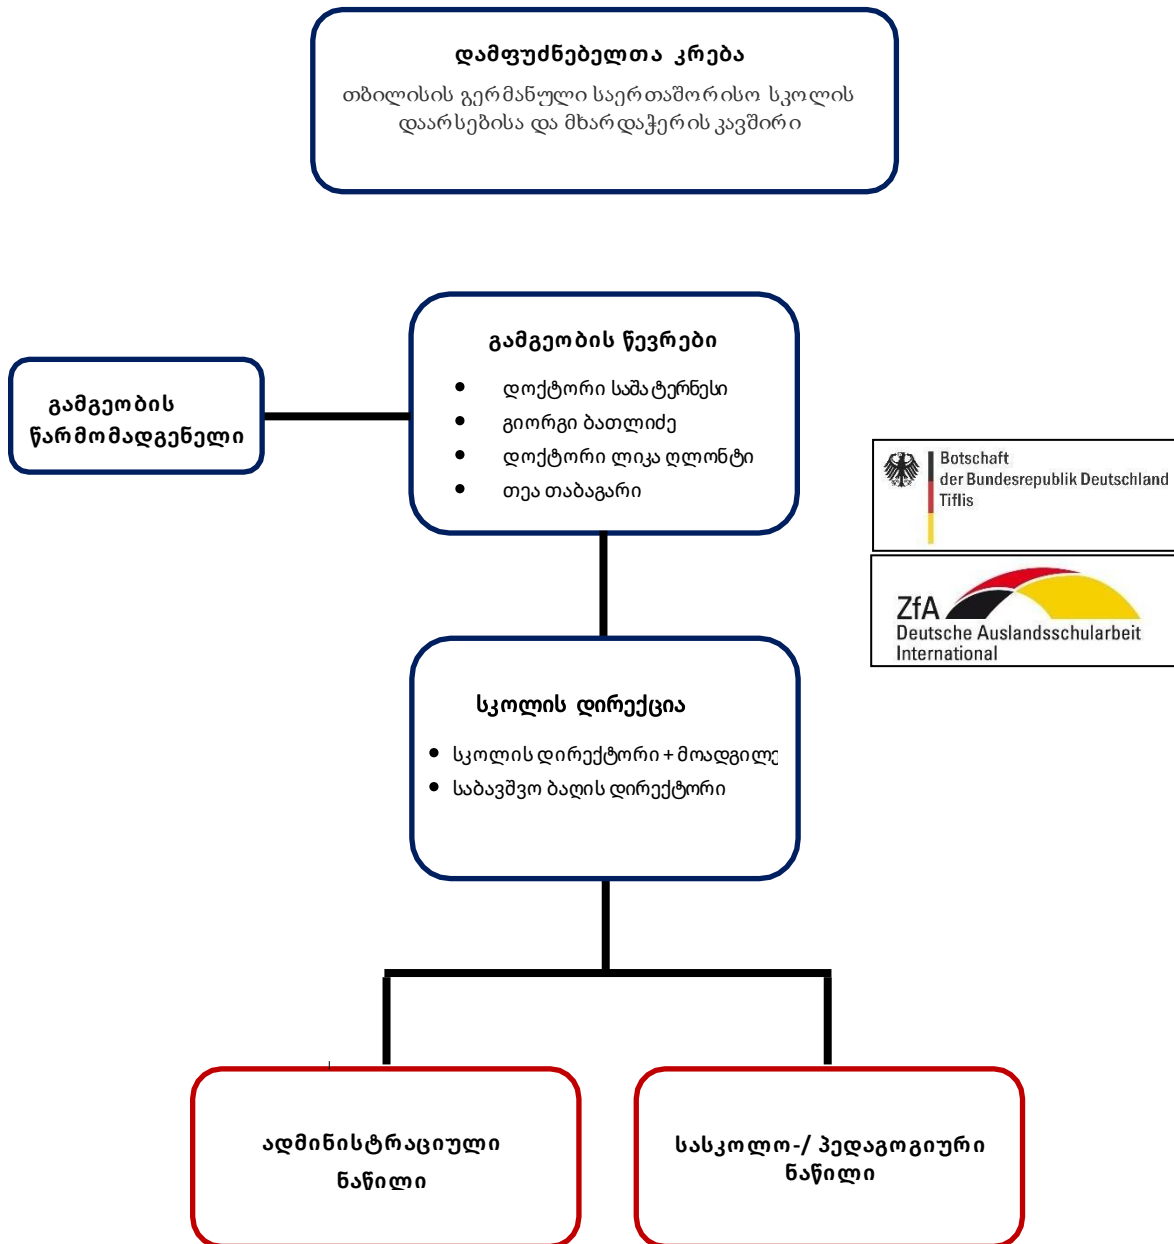 დამფუძნებელთა კრება
თბილისის გერმანული საერთაშორისო სკოლის
დაარსებისა და მხარდაჭერის კავშირი
გამგეობის წევრები
დოქტორი საშა ტერნესი
გიორგი ბათლიძე
დოქტორი ლიკა ღლონტი
თეა თაბაგარი
გამგეობის
წარმომადგენელი
Botschaft
der Bundesrepublik Deutschland
Tiflis
ZfA
Deutsche Auslandsschularbeit
International
სკოლის დირექცია
სკოლის დირექტორი + მოადგილე
საბავშვო ბაღის დირექტორი
ადმინისტრაციული
ნაწილი
სასკოლო-/ პედაგოგიური
ნაწილი